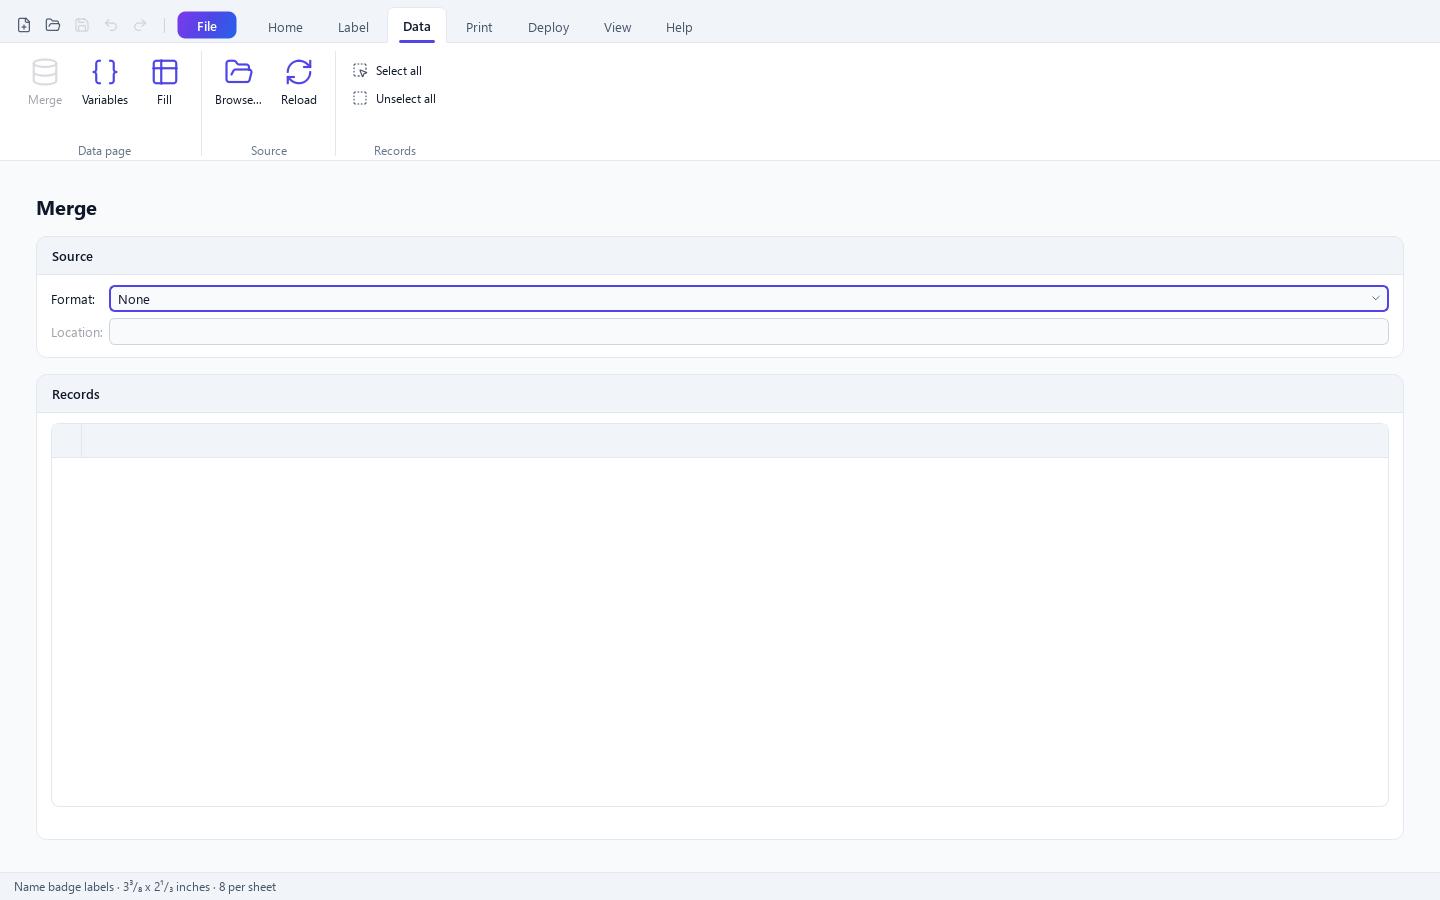 File Home Label Data Print Deploy View Help
Merge Variables Fill Browse... Reload Select all
Unselect all
Data page Source Records
Merge
Source
Format: None
Location:
Records
Name badge labels · 3³/₈ x 2¹/₃ inches · 8 per sheet